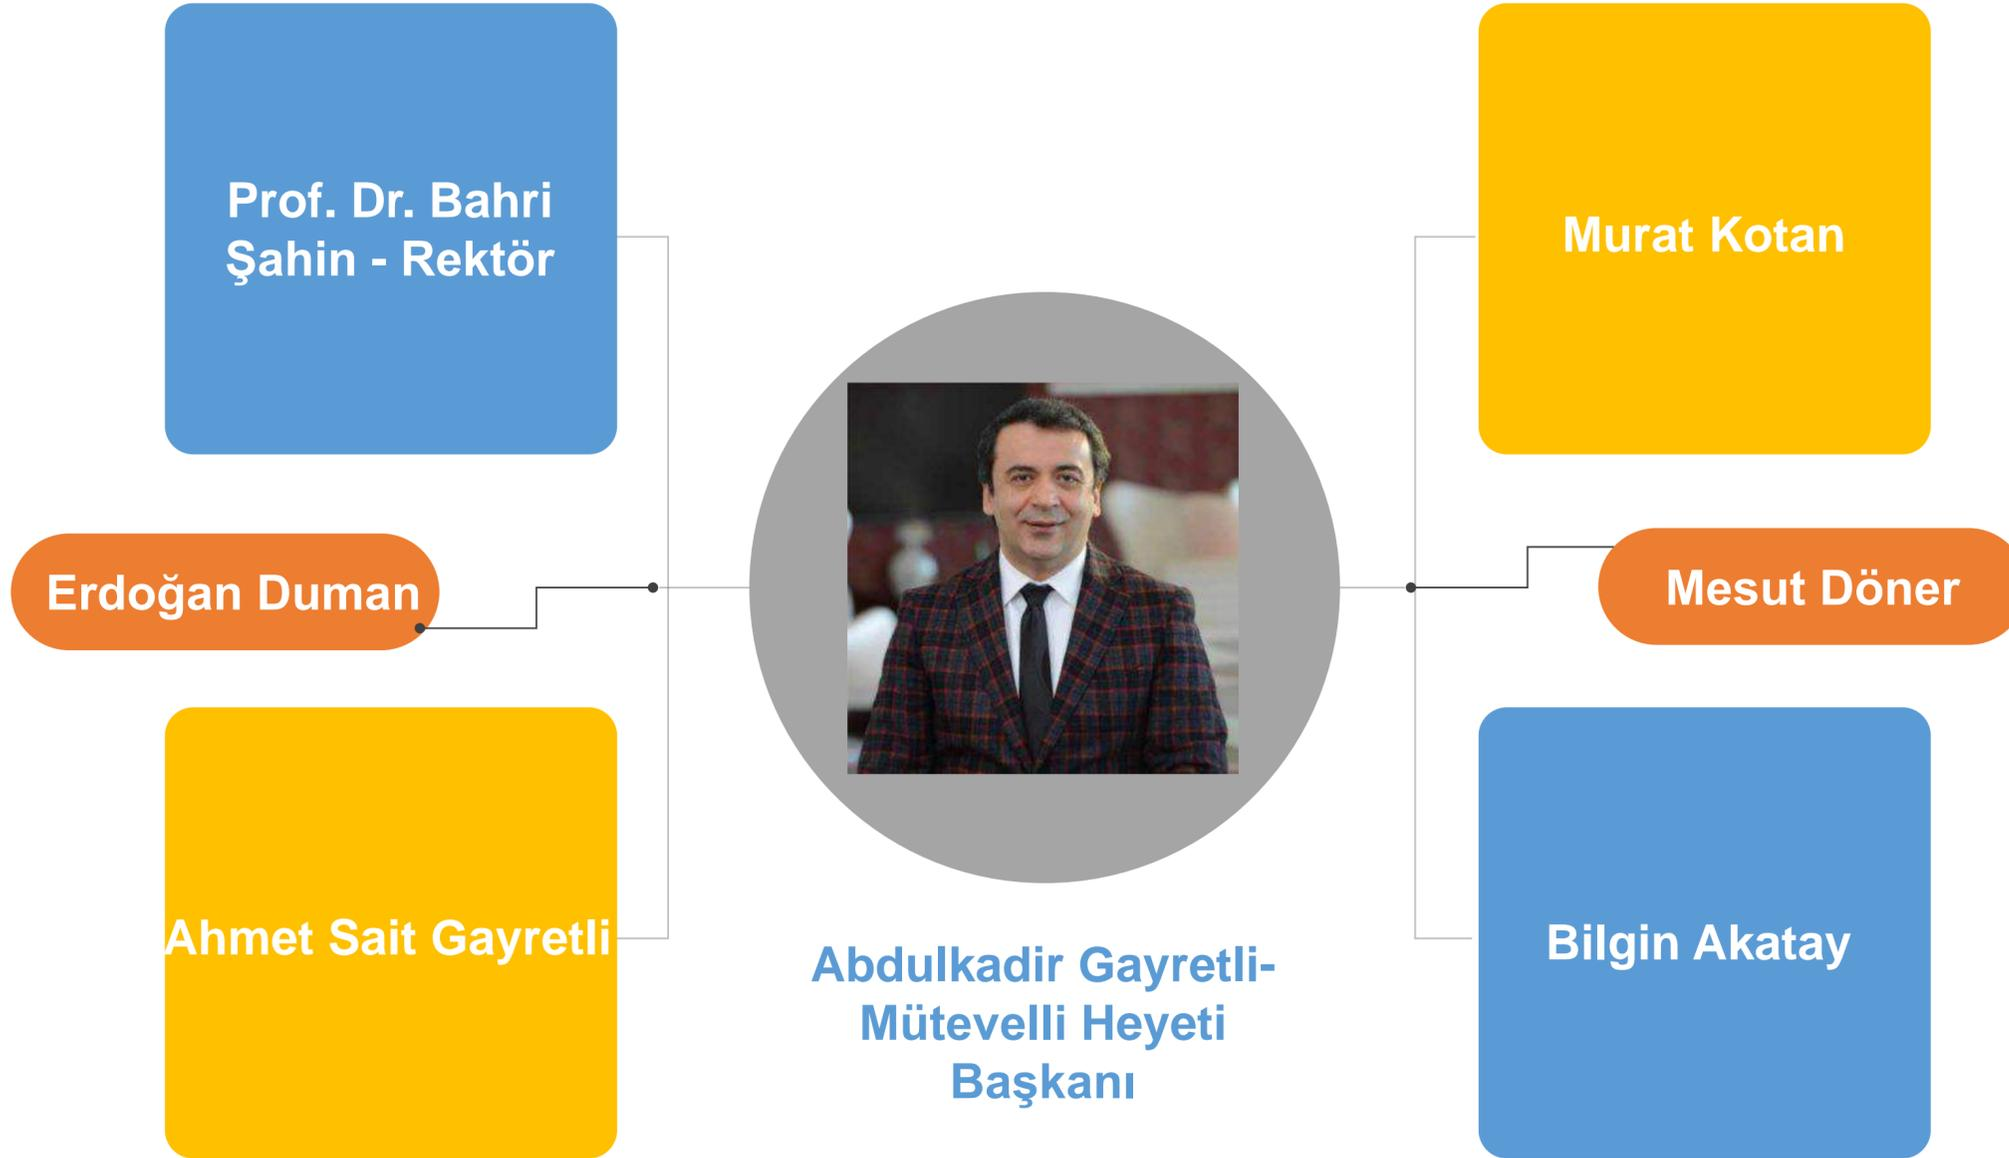 Prof. Dr. Bahri
Şahin - Rektör
Murat Kotan
Erdoğan Duman
Mesut Döner
Ahmet Sait Gayretli
Bilgin Akatay
Abdulkadir Gayretli-
Mütevelli Heyeti
Başkanı